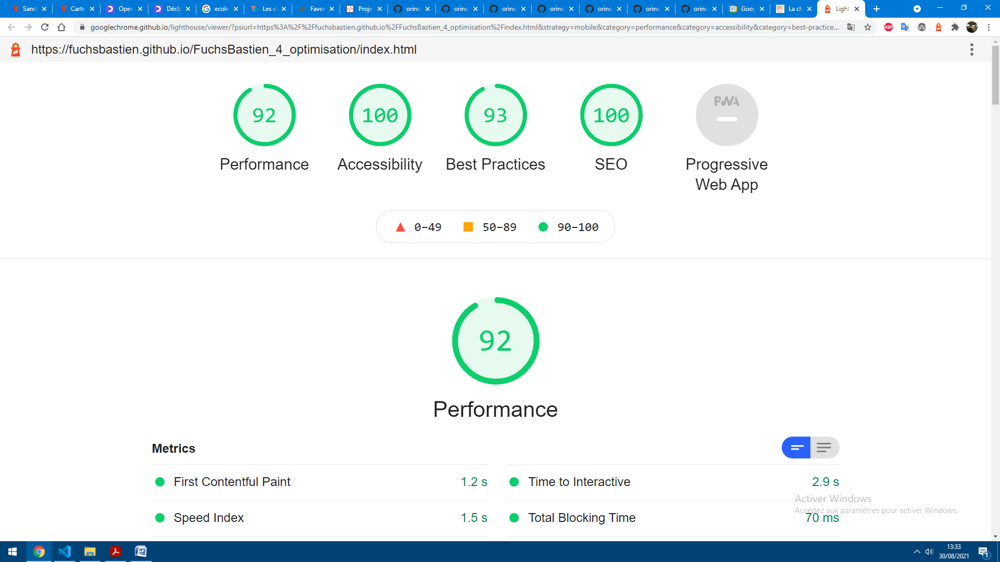 Sanct
Carte
Open
Décla
ecole
Les c
Favor
Proje
orino
orino
orino
orino
orino
orino
orino
Goog
La ch
Light
googlechrome.github.io/lighthouse/viewer/?psiurl=https%3A%2F%2Ffuchsbastien.github.io%2FFuchsBastien_4_optimisation%2Findex.html&strategy=mobile&category=performance&category=accessibility&category=best-practice...
ABP
https://fuchsbastien.github.io/FuchsBastien_4_optimisation/index.html
92
100
93
100
PWA
Performance
Accessibility
Best Practices
SEO
Progressive
Web App
0–49
50–89
90–100
92
Performance
Metrics
First Contentful Paint
1.2 s
Time to Interactive
2.9 s
Speed Index
1.5 s
Total Blocking Time
70 ms
Activer Windows
Accédez aux paramètres pour activer Windows.
13:33
30/08/2021
1